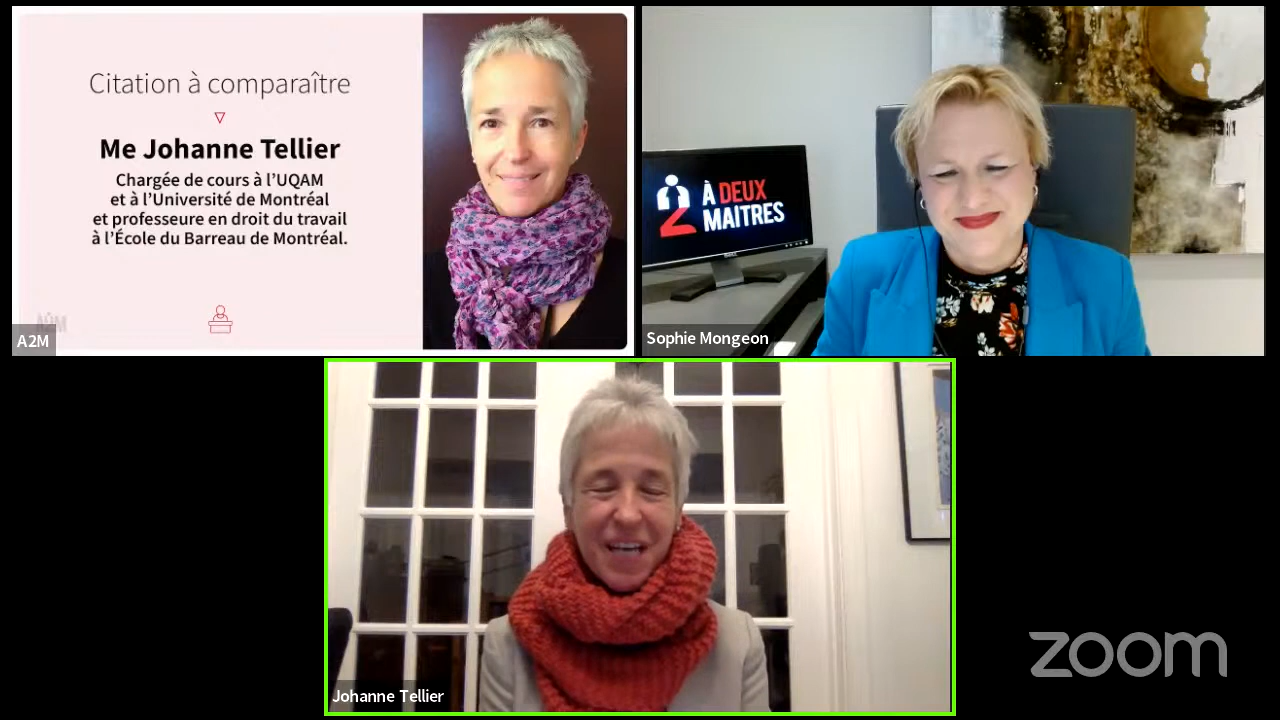 Citation à comparaître
Me Johanne Tellier
Chargée de cours à l'UQAM
et à l'Université de Montréal
et professeure en droit du travail
à l'École du Barreau de Montréal.
A2M
A2M
À DEUX
MAITRES
Sophie Mongeon
Johanne Tellier
zoom